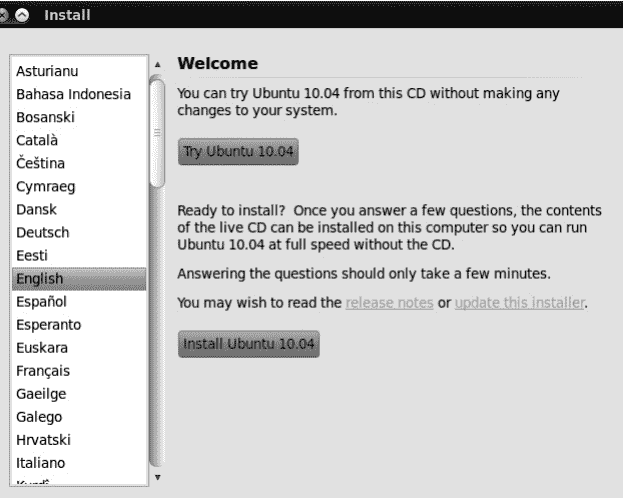 Install
Asturianu
Bahasa Indonesia
Bosanski
Català
Čeština
Cymraeg
Dansk
Deutsch
Eesti
English
Español
Esperanto
Euskara
Français
Gaeilge
Galego
Hrvatski
Italiano
Kurdî
Welcome
You can try Ubuntu 10.04 from this CD without making any
changes to your system.
Try Ubuntu 10.04
Ready to install? Once you answer a few questions, the contents
of the live CD can be installed on this computer so you can run
Ubuntu 10.04 at full speed without the CD.
Answering the questions should only take a few minutes.
You may wish to read the release notes or update this installer.
Install Ubuntu 10.04